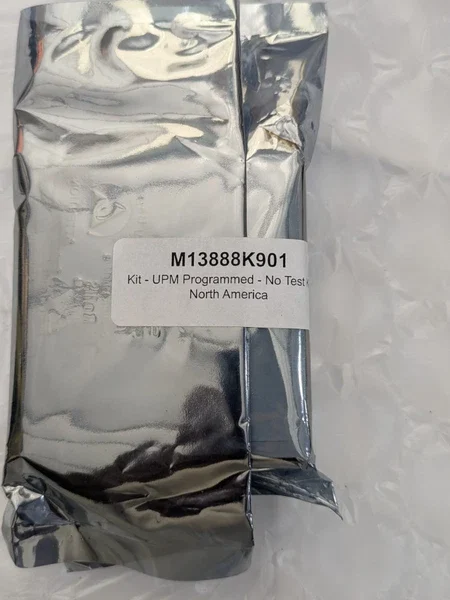 M13888K901
Kit - UPM Programmed - No Test
North America